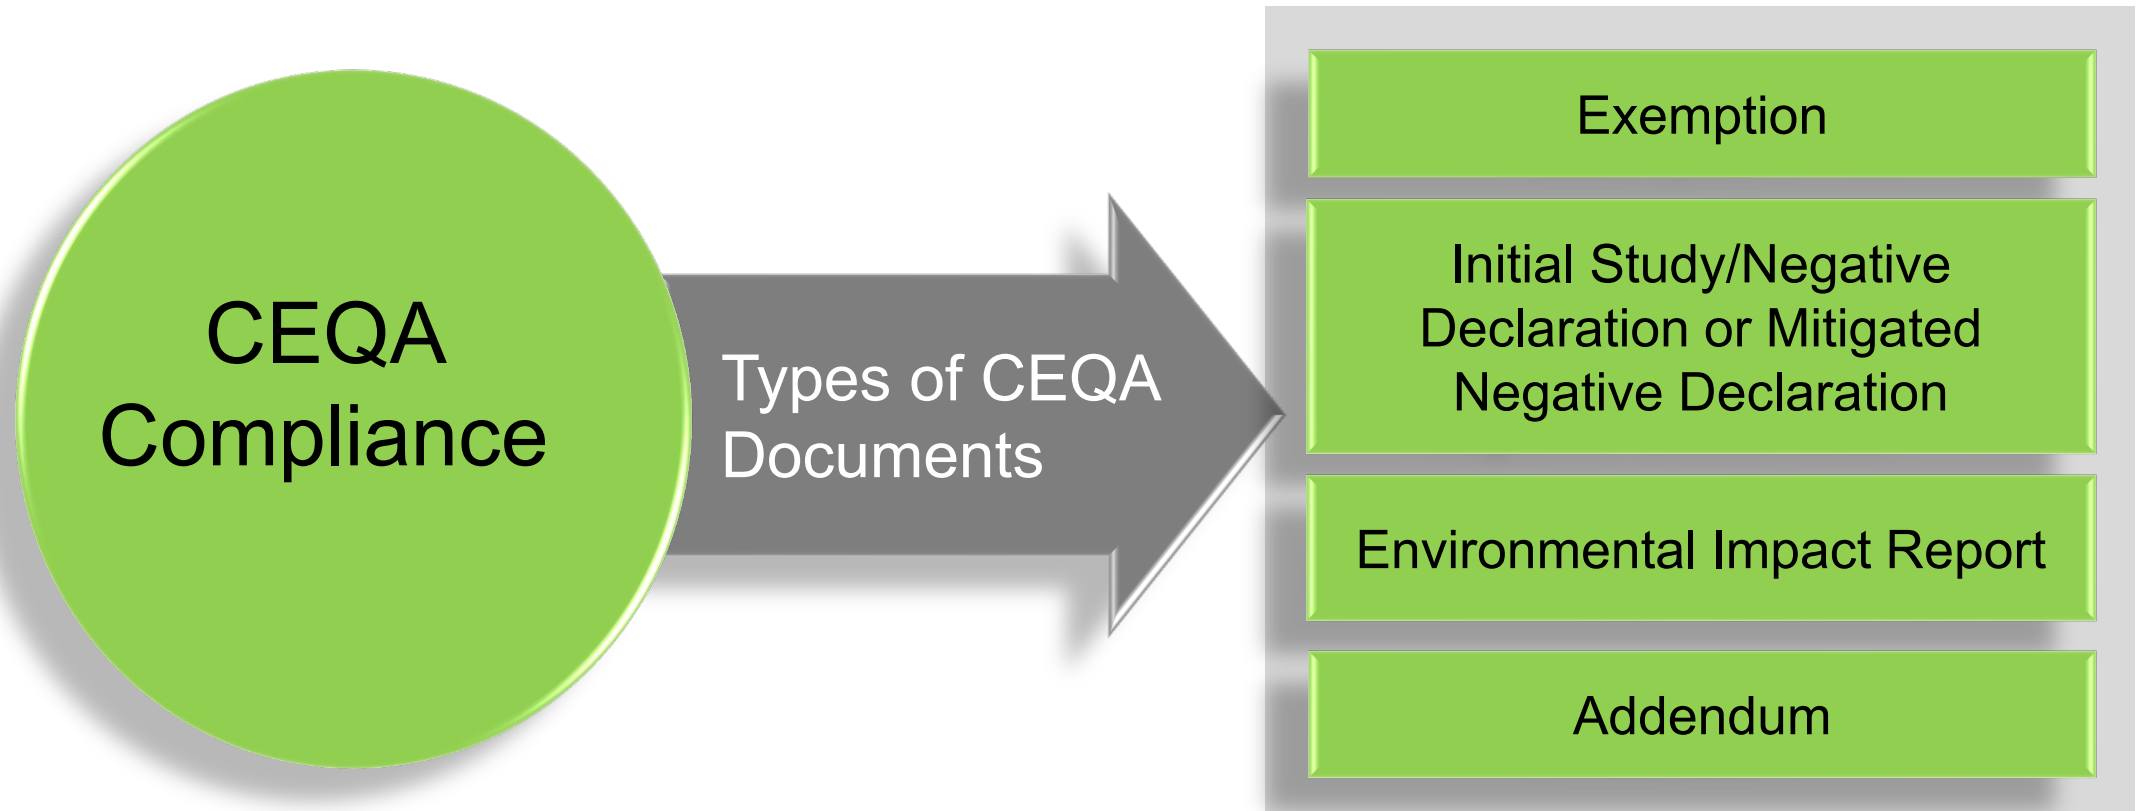 CEQA
Compliance
Types of CEQA
Documents
Exemption
Initial Study/Negative
Declaration or Mitigated
Negative Declaration
Environmental Impact Report
Addendum